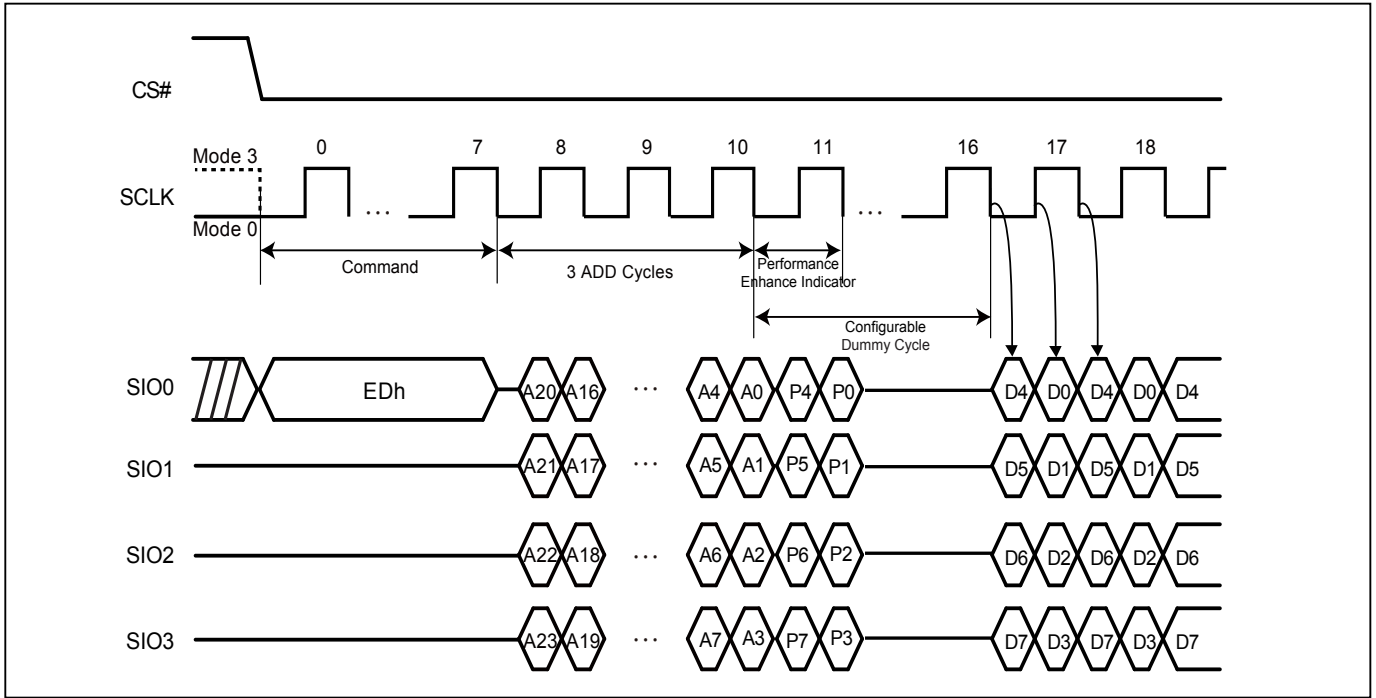 CS#
0 7 8 9 10 11 16 17 18
Mode 3
SCLK
...
...
Mode 0
Command
3 ADD Cycles
Performance
Enhance Indicator
Configurable
Dummy Cycle
SIO0 EDh A20 A16 ... A4 A0 P4 P0 D4 D0 D4 D0 D4
SIO1 A21 A17 ... A5 A1 P5 P1 D5 D1 D5 D1 D5
SIO2 A22 A18 ... A6 A2 P6 P2 D6 D2 D6 D2 D6
SIO3 A23 A19 ... A7 A3 P7 P3 D7 D3 D7 D3 D7